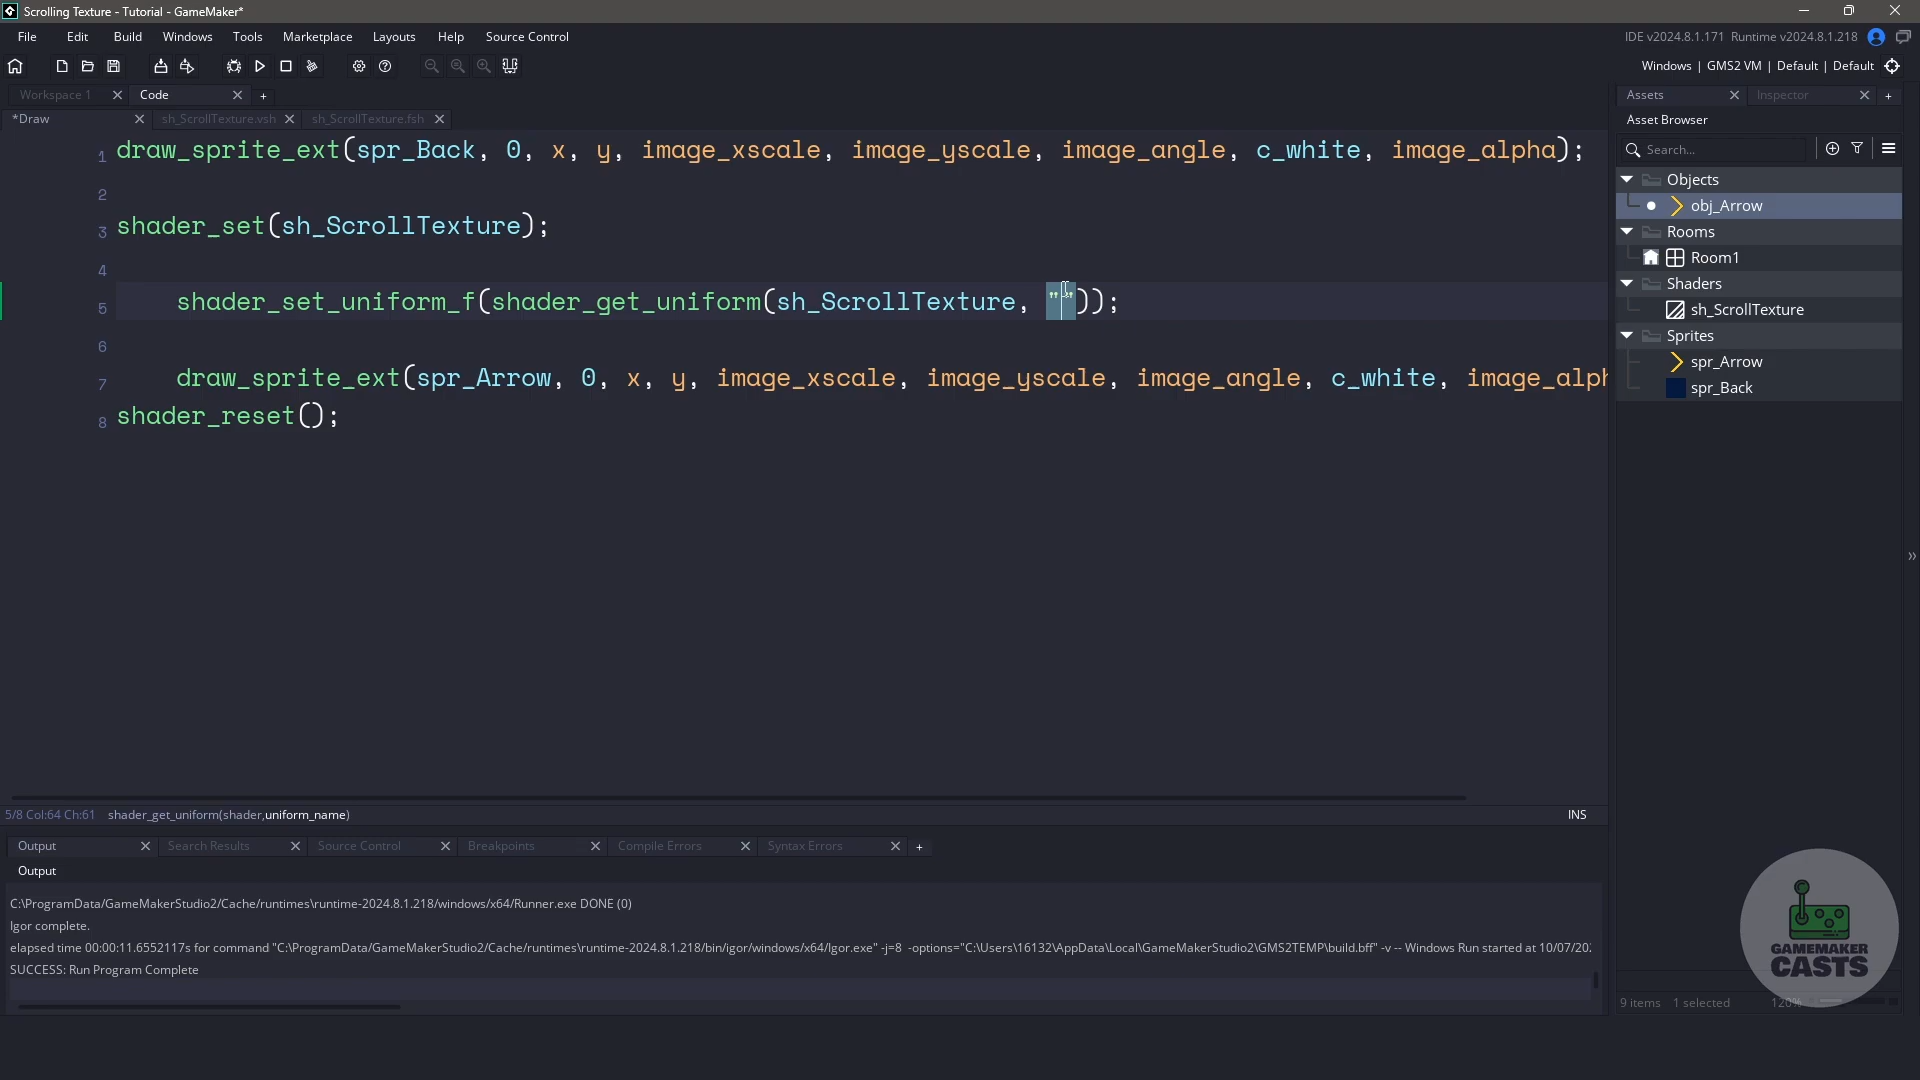 Scrolling Texture - Tutorial - GameMaker*
File Edit Build Windows Tools Marketplace Layouts Help Source Control
IDE v2024.8.1.171 Runtime v2024.8.1.218
Windows | GMS2 VM | Default | Default
Workspace 1 Code +
*Draw sh_ScrollTexture.vsh sh_ScrollTexture.fsh
1 draw_sprite_ext(spr_Back, 0, x, y, image_xscale, image_yscale, image_angle, c_white, image_alpha);
2
3 shader_set(sh_ScrollTexture);
4
5 shader_set_uniform_f(shader_get_uniform(sh_ScrollTexture, ""));
6
7 draw_sprite_ext(spr_Arrow, 0, x, y, image_xscale, image_yscale, image_angle, c_white, image_alph
8 shader_reset();
5/8 Col:64 Ch:61 shader_get_uniform(shader,uniform_name)
INS
Output Search Results Source Control Breakpoints Compile Errors Syntax Errors +
Output
C:\ProgramData/GameMakerStudio2/Cache/runtimes\runtime-2024.8.1.218/windows/x64/Runner.exe DONE (0)
Igor complete.
elapsed time 00:00:11.6552117s for command "C:\ProgramData/GameMakerStudio2/Cache/runtimes\runtime-2024.8.1.218/bin/igor/windows/x64/Igor.exe" -j=8 -options="C:\Users\16132\AppData\Local\GameMakerStudio2\GMS2TEMP\build.bff" -v -- Windows Run started at 10/07/202
SUCCESS: Run Program Complete
Assets Inspector +
Asset Browser
Search...
Objects
obj_Arrow
Rooms
Room1
Shaders
sh_ScrollTexture
Sprites
spr_Arrow
spr_Back
GAMEMAKER
CASTS
9 items 1 selected 120%